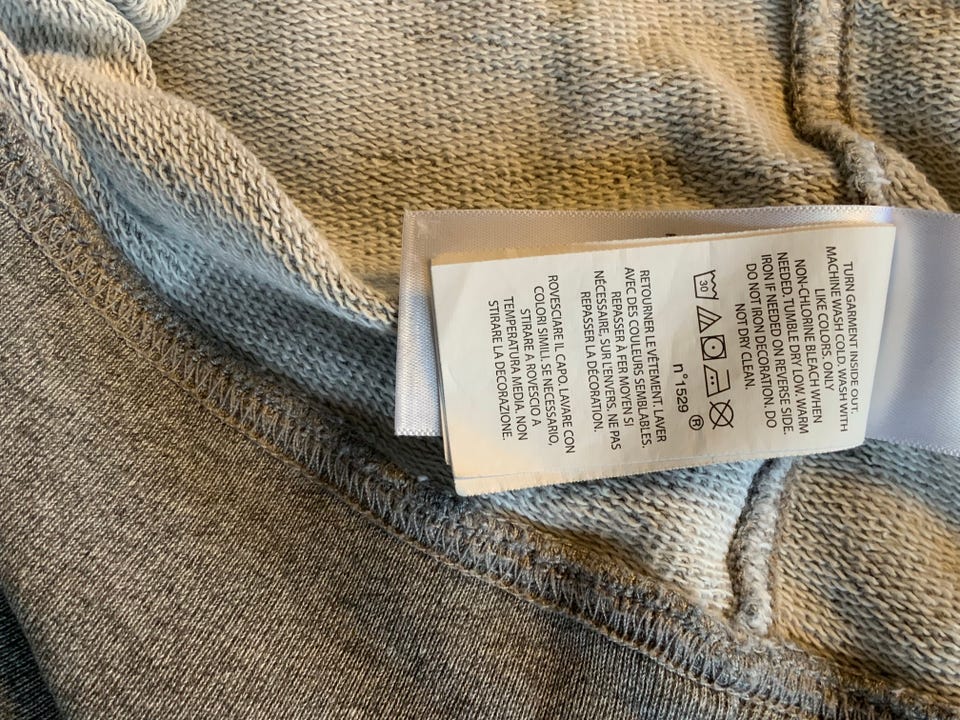 TURN GARMENT INSIDE OUT.
MACHINE WASH COLD, WASH WITH
LIKE COLORS. ONLY
NON-CHLORINE BLEACH WHEN
NEEDED. TUMBLE DRY LOW. WARM
IRON IF NEEDED ON REVERSE SIDE.
DO NOT IRON DECORATION. DO
NOT DRY CLEAN.
30
®
n°1529
RETOURNER LE VÊTEMENT. LAVER
AVEC DES COULEURS SEMBLABLES.
REPASSER À FER MOYEN SI
NÉCESSAIRE, SUR L'ENVERS. NE PAS
REPASSER LA DÉCORATION.
ROVESCIARE IL CAPO. LAVARE CON
COLORI SIMILI. SE NECESSARIO,
STIRARE A ROVESCIO A
TEMPERATURA MEDIA. NON
STIRARE LA DECORAZIONE.